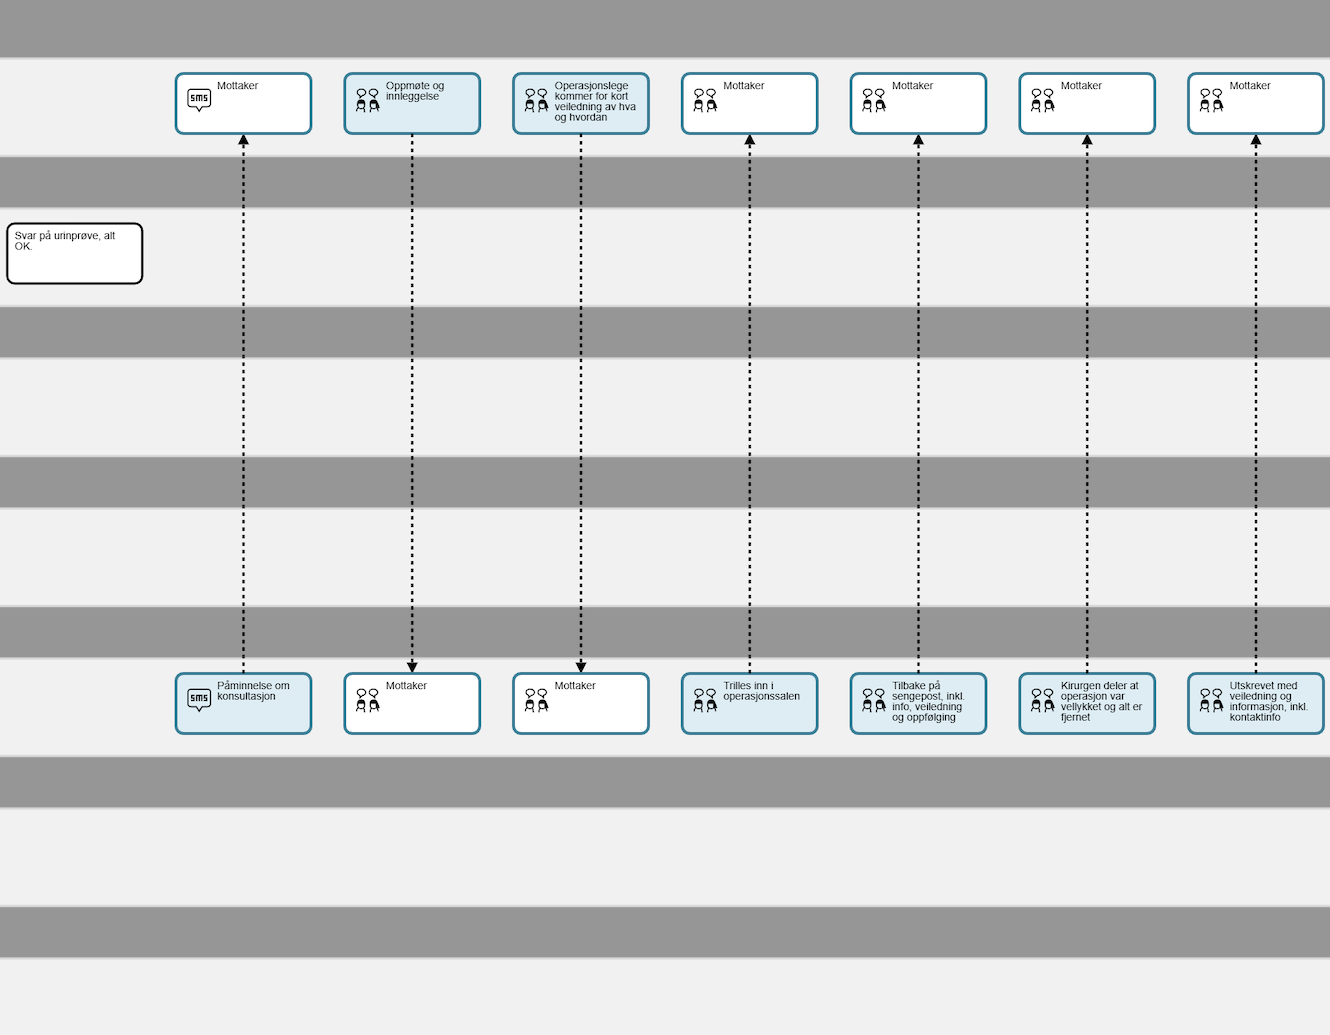 sms
Mottaker
Oppmøte og
innleggelse
Operasjonslege
kommer for kort
veiledning av hva
og hvordan
Mottaker
Mottaker
Mottaker
Mottaker
Svar på urinprøve, alt
OK.
sms
Påminnelse om
konsultasjon
Mottaker
Mottaker
Trilles inn i
operasjonssalen
Tilbake på
sengepost, inkl.
info, veiledning
og oppfølging
Kirurgen deler at
operasjon var
vellykket og alt er
fjernet
Utskrevet med
veiledning og
informasjon, inkl.
kontaktinfo